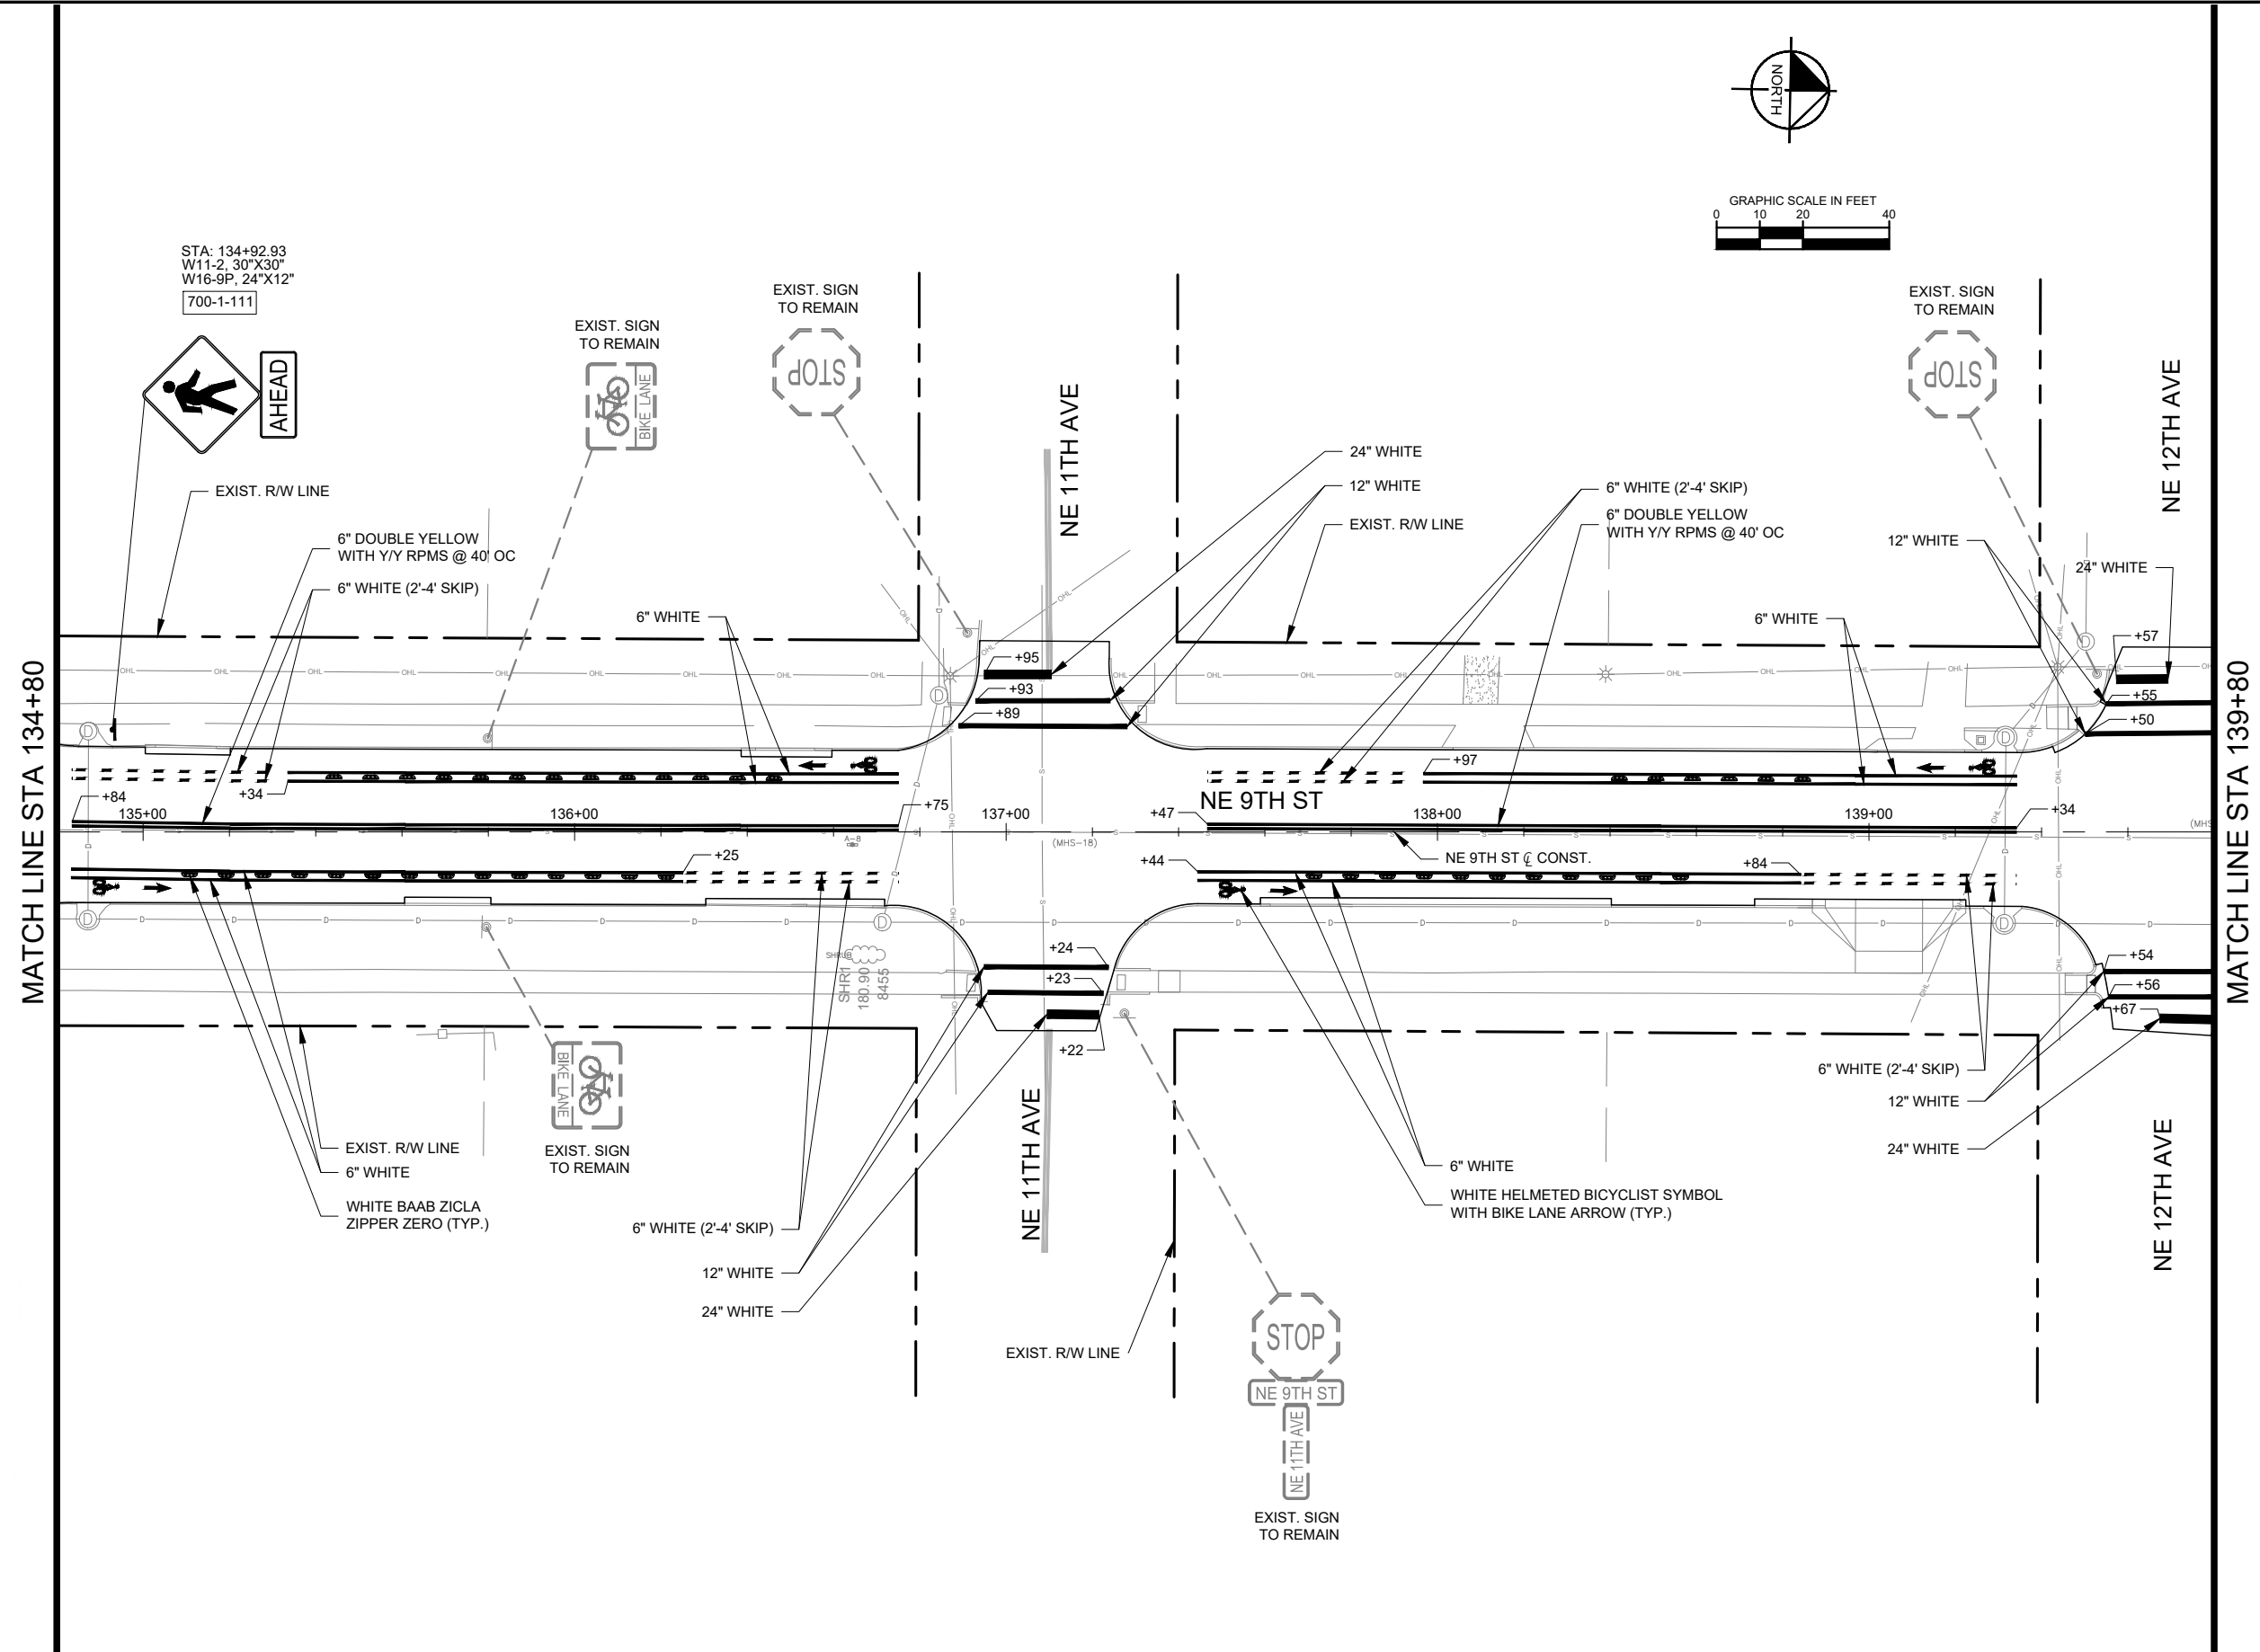 NORTH
GRAPHIC SCALE IN FEET
0 10 20 40
STA: 134+92.93
W11-2, 30"X30"
W16-9P, 24"X12"
700-1-111
AHEAD
EXIST. SIGN
TO REMAIN
BIKE LANE
EXIST. SIGN
TO REMAIN
STOP
EXIST. SIGN
TO REMAIN
STOP
NE 11TH AVE
NE 12TH AVE
EXIST. R/W LINE
6" DOUBLE YELLOW
WITH Y/Y RPMS @ 40' OC
6" WHITE (2'-4' SKIP)
6" WHITE
24" WHITE
12" WHITE
EXIST. R/W LINE
6" WHITE (2'-4' SKIP)
6" DOUBLE YELLOW
WITH Y/Y RPMS @ 40' OC
6" WHITE
12" WHITE
24" WHITE
MATCH LINE STA 134+80
MATCH LINE STA 139+80
+95
+93
+89
+57
+55
+50
+34
+97
+84
135+00
136+00
+75
137+00
NE 9TH ST
+47
138+00
139+00
+34
A-8
(MHS-18)
(MHS
+25
+44
NE 9TH ST ℄ CONST.
+84
SHRUB
SHR1
180.90
8455
+24
+23
+22
+54
+56
+67
OHL
D
S
BIKE LANE
EXIST. SIGN
TO REMAIN
EXIST. R/W LINE
6" WHITE
WHITE BAAB ZICLA
ZIPPER ZERO (TYP.)
6" WHITE (2'-4' SKIP)
12" WHITE
24" WHITE
NE 11TH AVE
EXIST. R/W LINE
6" WHITE
WHITE HELMETED BICYCLIST SYMBOL
WITH BIKE LANE ARROW (TYP.)
6" WHITE (2'-4' SKIP)
12" WHITE
24" WHITE
NE 12TH AVE
STOP
NE 9TH ST
NE 11TH AVE
EXIST. SIGN
TO REMAIN